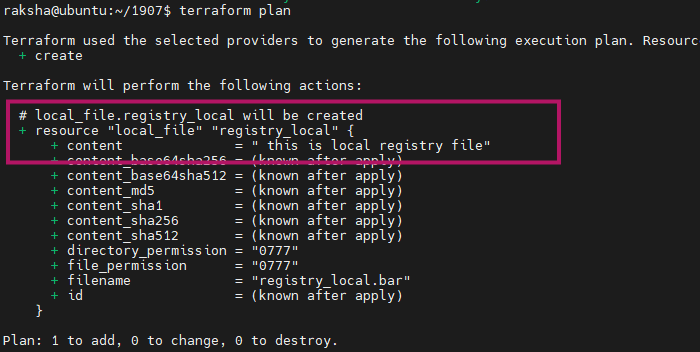 raksha@ubuntu:~/1907$ terraform plan
Terraform used the selected providers to generate the following execution plan. Resourc
+ create
Terraform will perform the following actions:
# local_file.registry_local will be created
+ resource "local_file" "registry_local" {
+ content = " this is local registry file"
+ content_base64sha256 = (known after apply)
+ content_base64sha512 = (known after apply)
+ content_md5 = (known after apply)
+ content_sha1 = (known after apply)
+ content_sha256 = (known after apply)
+ content_sha512 = (known after apply)
+ directory_permission = "0777"
+ file_permission = "0777"
+ filename = "registry_local.bar"
+ id = (known after apply)
}
Plan: 1 to add, 0 to change, 0 to destroy.